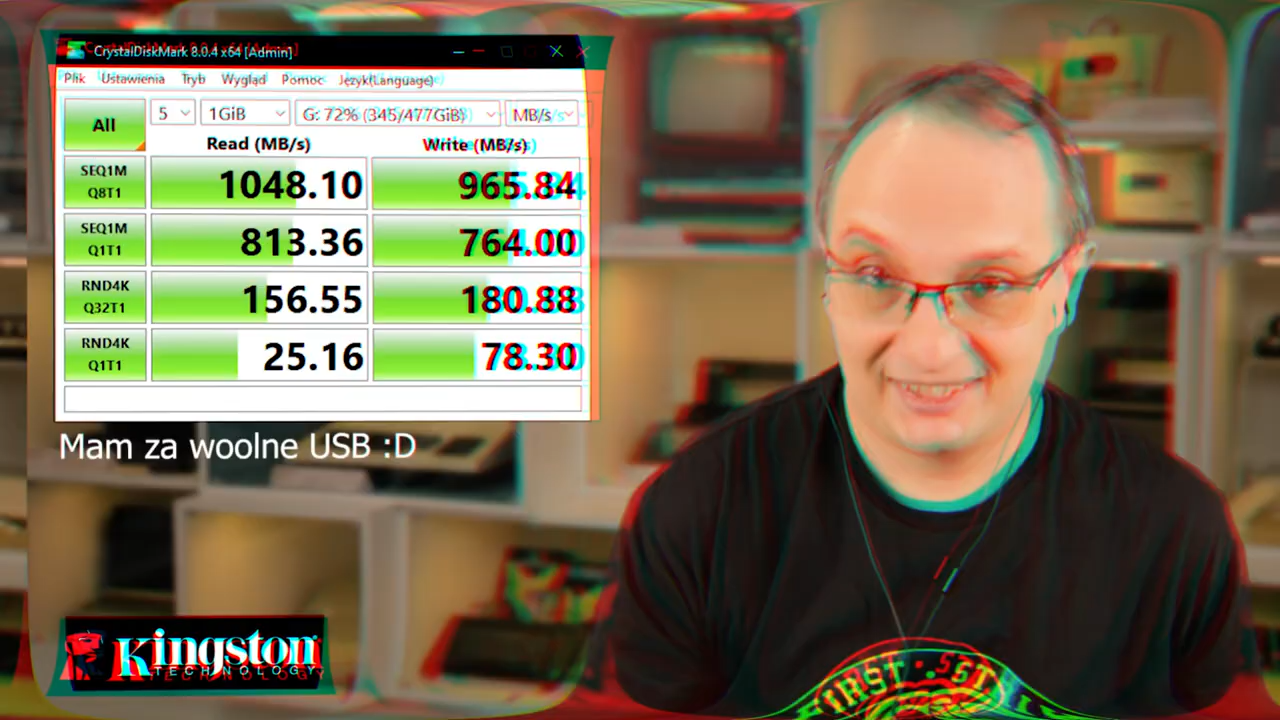 CrystalDiskMark 8.0.4 x64 [Admin]
Plik Ustawienia Tryb Wygląd Pomoc Język(Language)
All 5 1GiB G: 72% (345/477GiB) MB/s
Read (MB/s) Write (MB/s)
SEQ1M Q8T1 1048.10 965.84
SEQ1M Q1T1 813.36 764.00
RND4K Q32T1 156.55 180.88
RND4K Q1T1 25.16 78.30
Mam za woolne USB :D
Kingston
TECHNOLOGY
FIRST